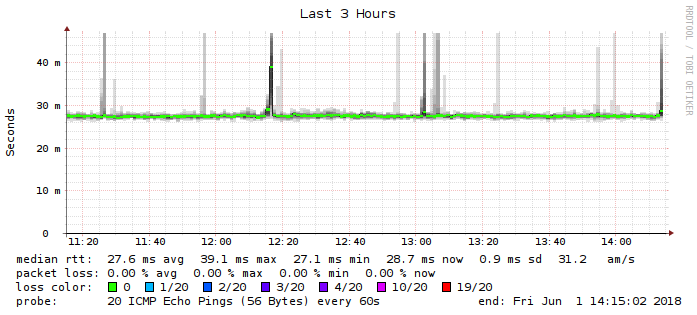 Last 3 Hours
RRDTOOL / TOBI OETIKER
Seconds
40 m
30 m
20 m
10 m
0
11:20 11:40 12:00 12:20 12:40 13:00 13:20 13:40 14:00
median rtt: 27.6 ms avg 39.1 ms max 27.1 ms min 28.7 ms now 0.9 ms sd 31.2 am/s
packet loss: 0.00 % avg 0.00 % max 0.00 % min 0.00 % now
loss color: 0 1/20 2/20 3/20 4/20 10/20 19/20
probe: 20 ICMP Echo Pings (56 Bytes) every 60s end: Fri Jun 1 14:15:02 2018